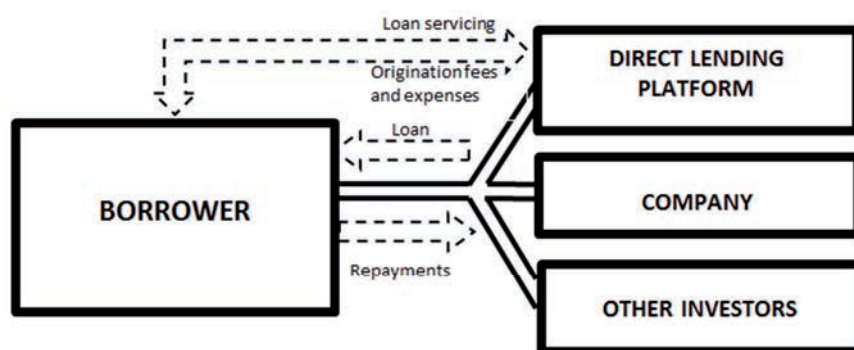 Loan servicing
Origination fees
and expenses
DIRECT LENDING
PLATFORM
Loan
BORROWER
COMPANY
Repayments
OTHER INVESTORS